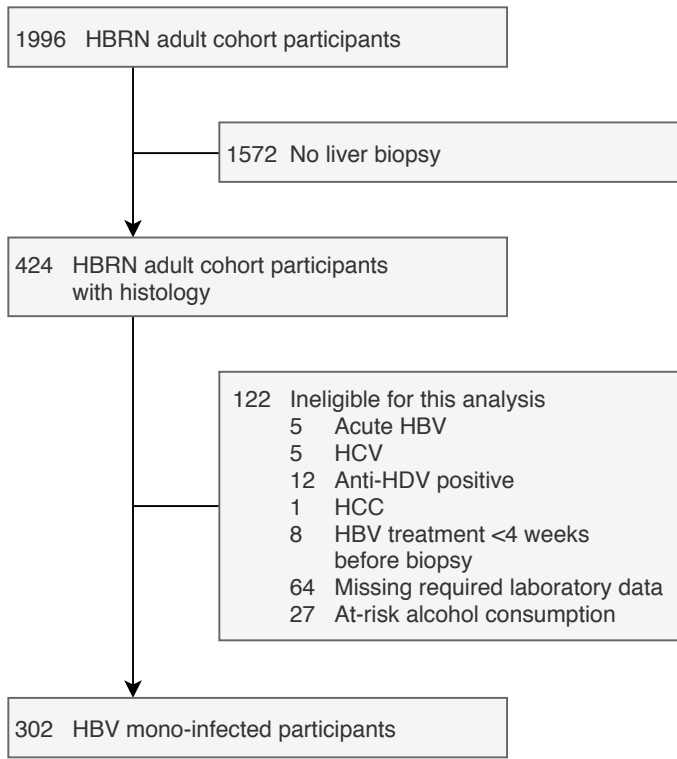 1996 HBRN adult cohort participants
1572 No liver biopsy
424 HBRN adult cohort participants
with histology
122 Ineligible for this analysis
5 Acute HBV
5 HCV
12 Anti-HDV positive
1 HCC
8 HBV treatment <4 weeks
before biopsy
64 Missing required laboratory data
27 At-risk alcohol consumption
302 HBV mono-infected participants